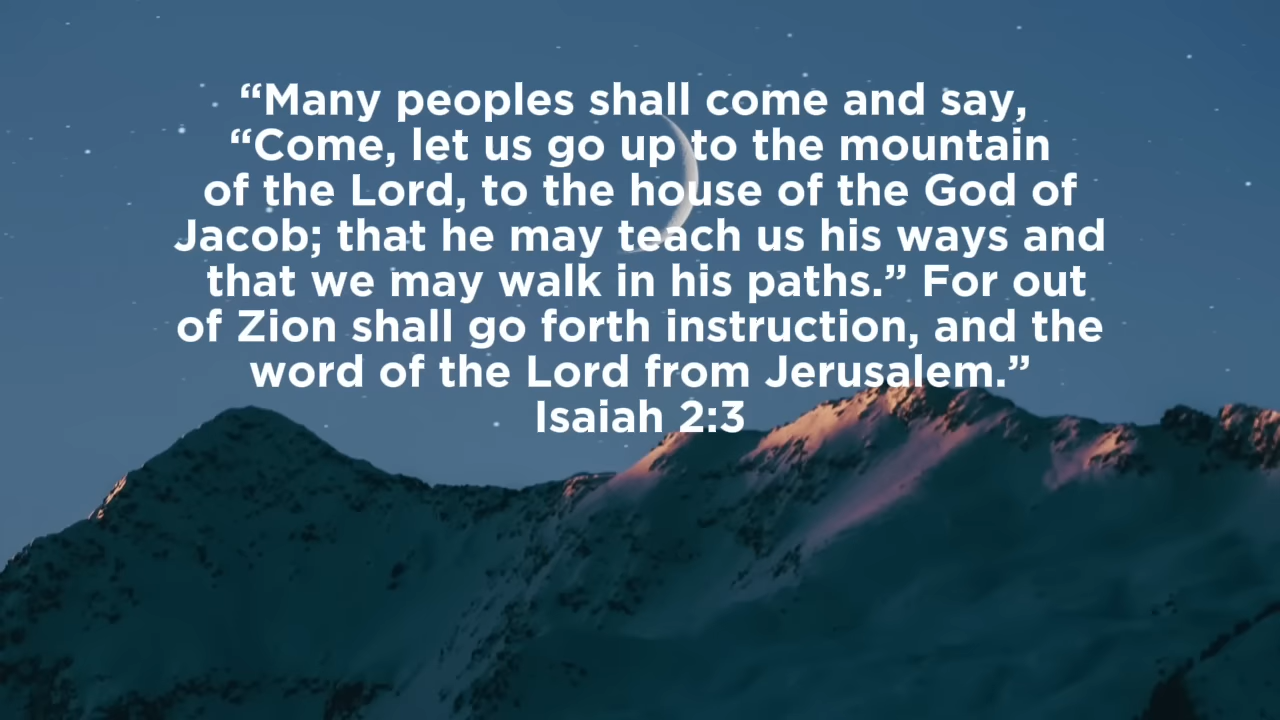 “Many peoples shall come and say,
“Come, let us go up to the mountain
of the Lord, to the house of the God of
Jacob; that he may teach us his ways and
that we may walk in his paths.” For out
of Zion shall go forth instruction, and the
word of the Lord from Jerusalem.”
Isaiah 2:3